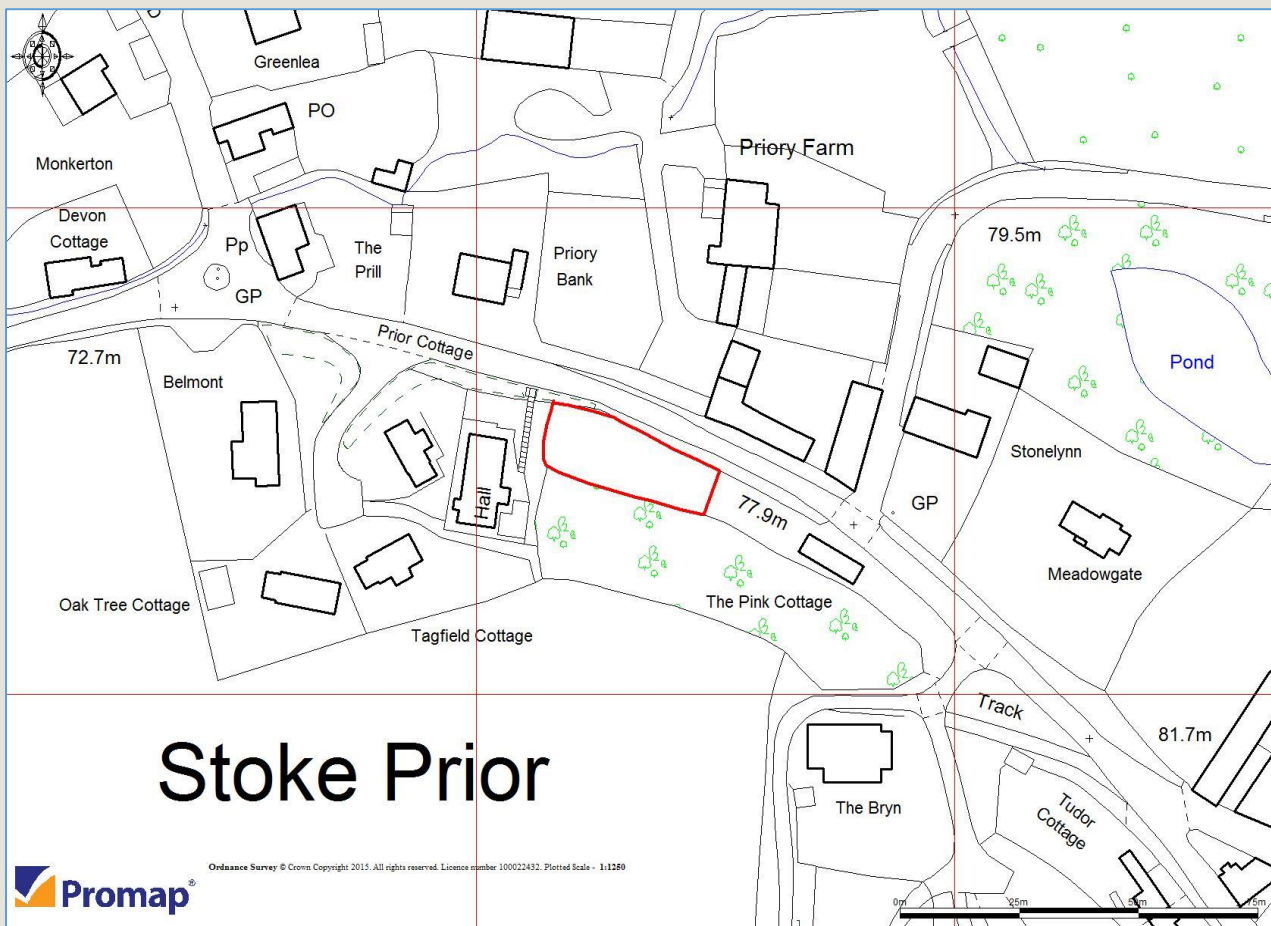 Greenlea
PO
Monkerton
Priory Farm
Devon
Cottage
Pp
The
Prill
Priory
Bank
79.5m
GP
Prior Cottage
72.7m
Belmont
Pond
Hall
Stonelynn
77.9m
GP
Meadowgate
Oak Tree Cottage
The Pink Cottage
Tagfield Cottage
Track
81.7m
Stoke Prior
The Bryn
Tudor
Cottage
Ordnance Survey © Crown Copyright 2015. All rights reserved. Licence number 100022432. Plotted Scale - 1:1250
Promap®
0m 25m 50m 75m